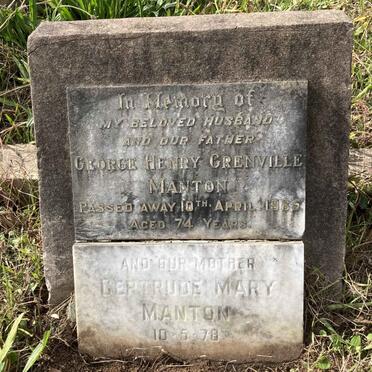 In Memory of
MY BELOVED HUSBAND
AND OUR FATHER
GEORGE HENRY GRENVILLE
MANTON
PASSED AWAY 10TH APRIL
AGED 74 YEARS
AND OUR MOTHER
GERTRUDE MARY
MANTON
10-5-78